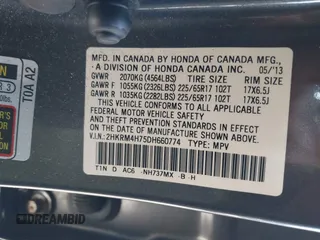 MFD. IN CANADA BY HONDA OF CANADA MFG.,
A DIVISION OF HONDA CANADA INC. 05/'13
GVWR 2070KG (4564LBS) TIRE SIZE RIM SIZE
GAWR F 1055KG (2326LBS) 225/65R17 102T 17X6.5J
GAWR R 1035KG (2282LBS) 225/65R17 102T 17X6.5J
THIS VEHICLE CONFORMS TO ALL APPLICABLE
FEDERAL MOTOR VEHICLE SAFETY AND THEFT
PREVENTION STANDARDS IN EFFECT ON THE
DATE OF MANUFACTURE SHOWN ABOVE.
V.I.N.: 2HKRM4H75DH660774 TYPE: MPV
T1N D AC6 -NH737MX -B -H
T0A A2
R 3
DREAMBID